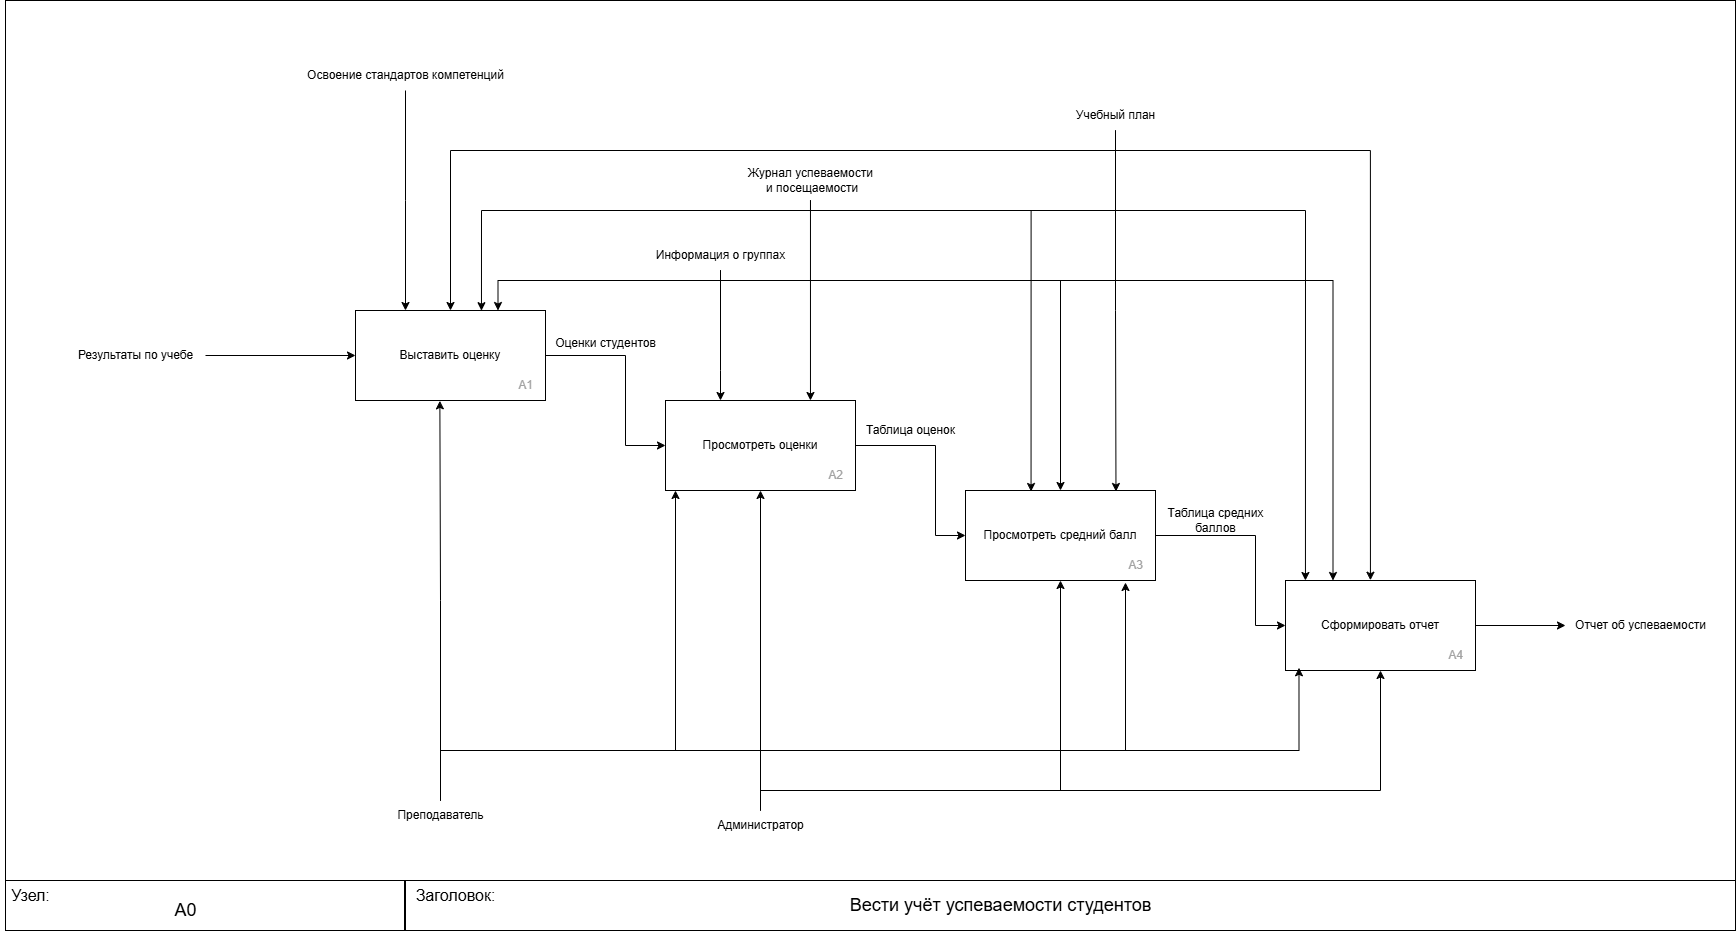 Освоение стандартов компетенций
Учебный план
Журнал успеваемости
и посещаемости
Информация о группах
Результаты по учебе
Выставить оценку
A1
Оценки студентов
Просмотреть оценки
A2
Таблица оценок
Просмотреть средний балл
A3
Таблица средних
баллов
Сформировать отчет
A4
Отчет об успеваемости
Преподаватель
Администратор
Узел:
A0
Заголовок:
Вести учёт успеваемости студентов